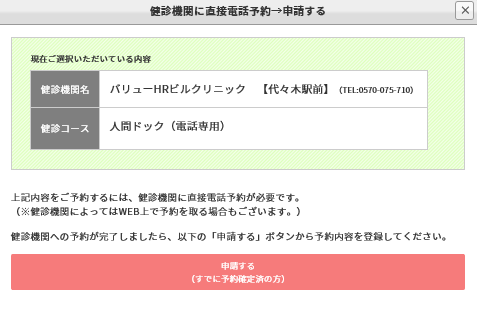 健診機関に直接電話予約→申請する
×
現在ご選択いただいている内容
健診機関名 バリューHRビルクリニック 【代々木駅前】 (TEL:0570-075-710)
健診コース 人間ドック（電話専用）
上記内容をご予約するには、健診機関に直接電話予約が必要です。
（※健診機関によってはWEB上で予約を取る場合もございます。）
健診機関への予約が完了しましたら、以下の「申請する」ボタンから予約内容を登録してください。
申請する
（すでに予約確定済の方）